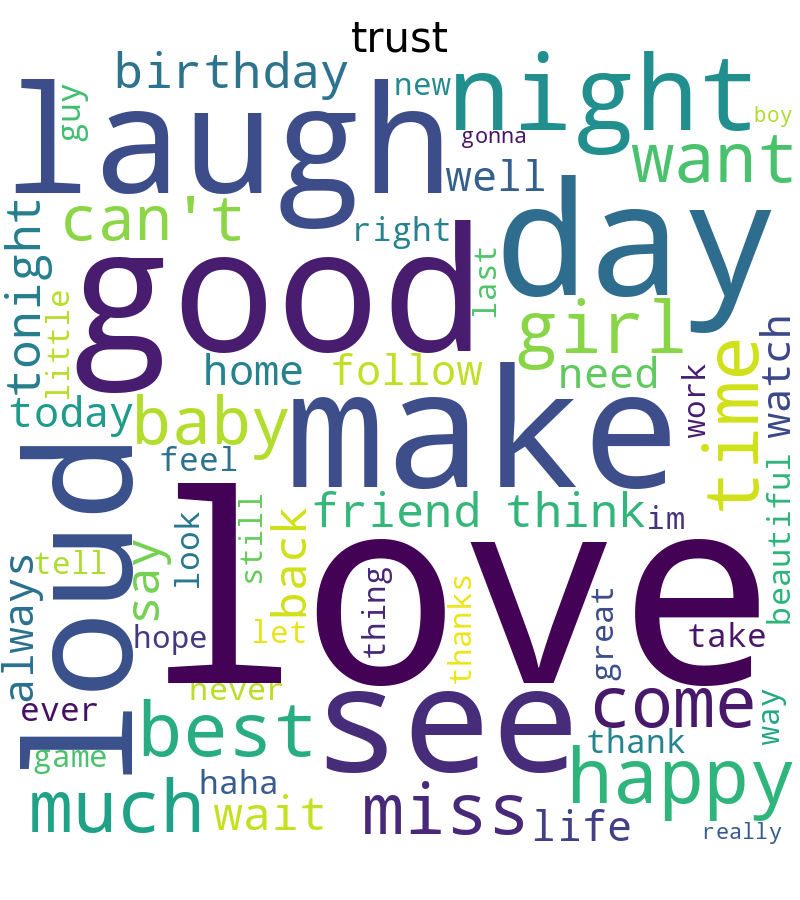 trust
birthday
new
night
boy
guy
laugh
gonna
want
well
day
can't
right
tonight
good
last
little
girl
home
follow
need
watch
time
work
today
baby
make
feel
loud
love
friend
think
im
beautiful
back
still
look
say
tell
always
thing
thanks
great
hope
let
take
never
ever
see
come
way
best
game
thank
happy
haha
much
wait
miss
life
really